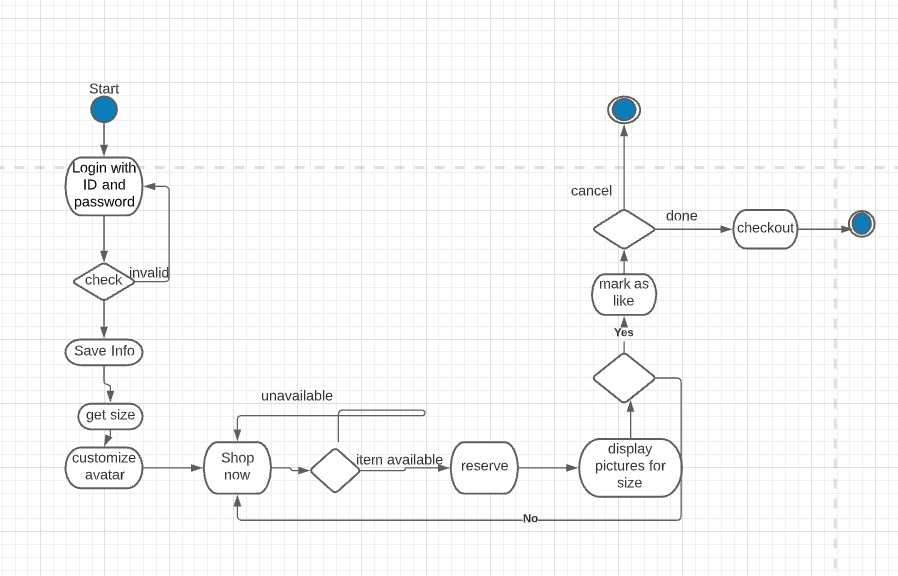 Start
Login with
ID and
password
check
invalid
Save Info
get size
customize
avatar
unavailable
Shop
now
item available
reserve
display
pictures for
size
No
Yes
mark as
like
cancel
done
checkout